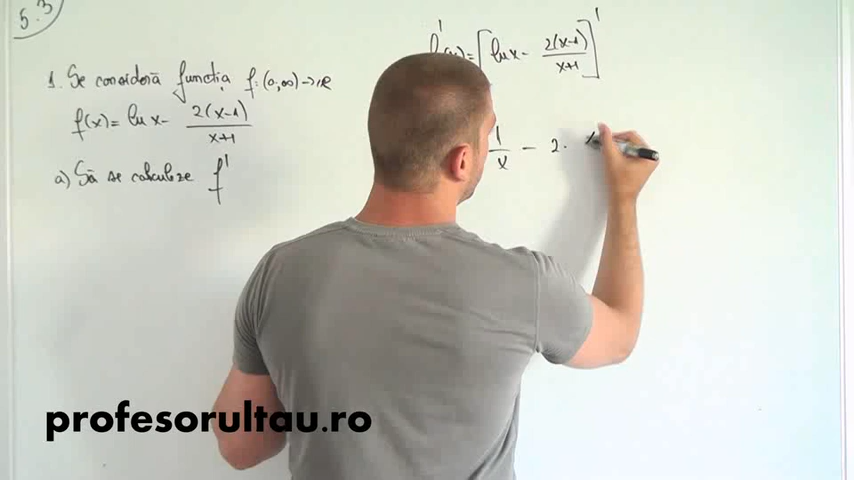 5.3
1. Se consideră funcția f:(0,∞)→ℝ
f(x)= ln x - 2(x-1)/x+1
a) Să se calculeze f'
=[ln x - 2(x-1)/x+1]'
1/x - 2. x
profesorultau.ro